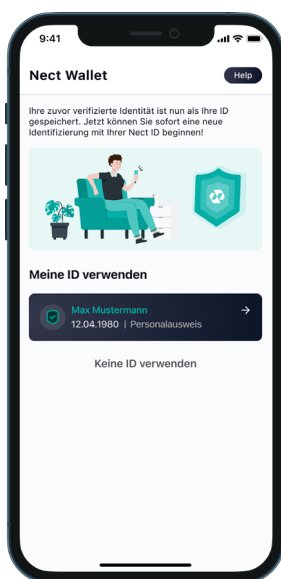 9:41
Nect Wallet
Help
Ihre zuvor verifizierte Identität ist nun als Ihre ID
gespeichert. Jetzt können Sie sofort eine neue
Identifizierung mit Ihrer Nect ID beginnen!
Meine ID verwenden
Max Mustermann
12.04.1980 | Personalausweis
Keine ID verwenden